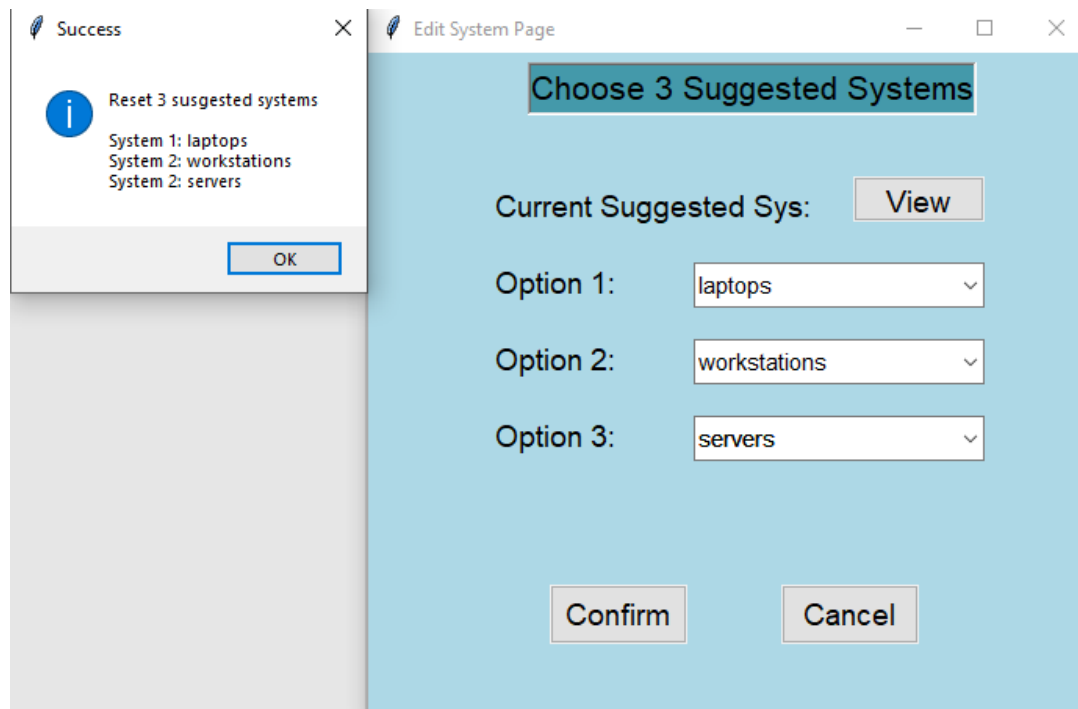 Success
Reset 3 susgested systems
System 1: laptops
System 2: workstations
System 2: servers
OK
Edit System Page
Choose 3 Suggested Systems
Current Suggested Sys: View
Option 1: laptops
Option 2: workstations
Option 3: servers
Confirm Cancel